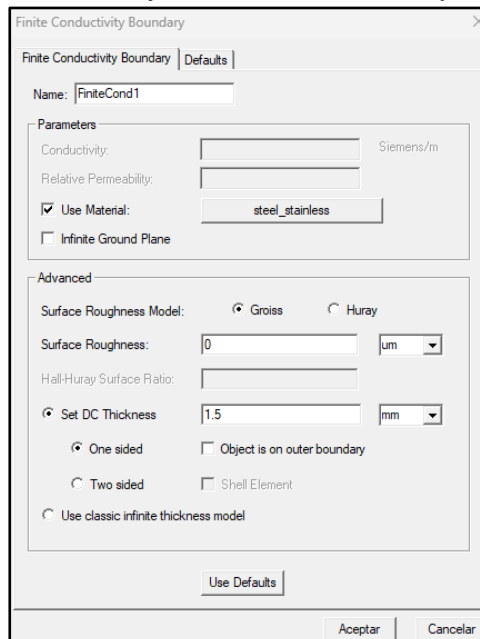 Finite Conductivity Boundary
Finite Conductivity Boundary Defaults
Name: FiniteCond1
Parameters
Conductivity: Siemens/m
Relative Permeability:
Use Material: steel_stainless
Infinite Ground Plane
Advanced
Surface Roughness Model: Groiss Huray
Surface Roughness: 0 um
Hall-Huray Surface Ratio:
Set DC Thickness 1.5 mm
One sided Object is on outer boundary
Two sided Shell Element
Use classic infinite thickness model
Use Defaults
Aceptar Cancelar